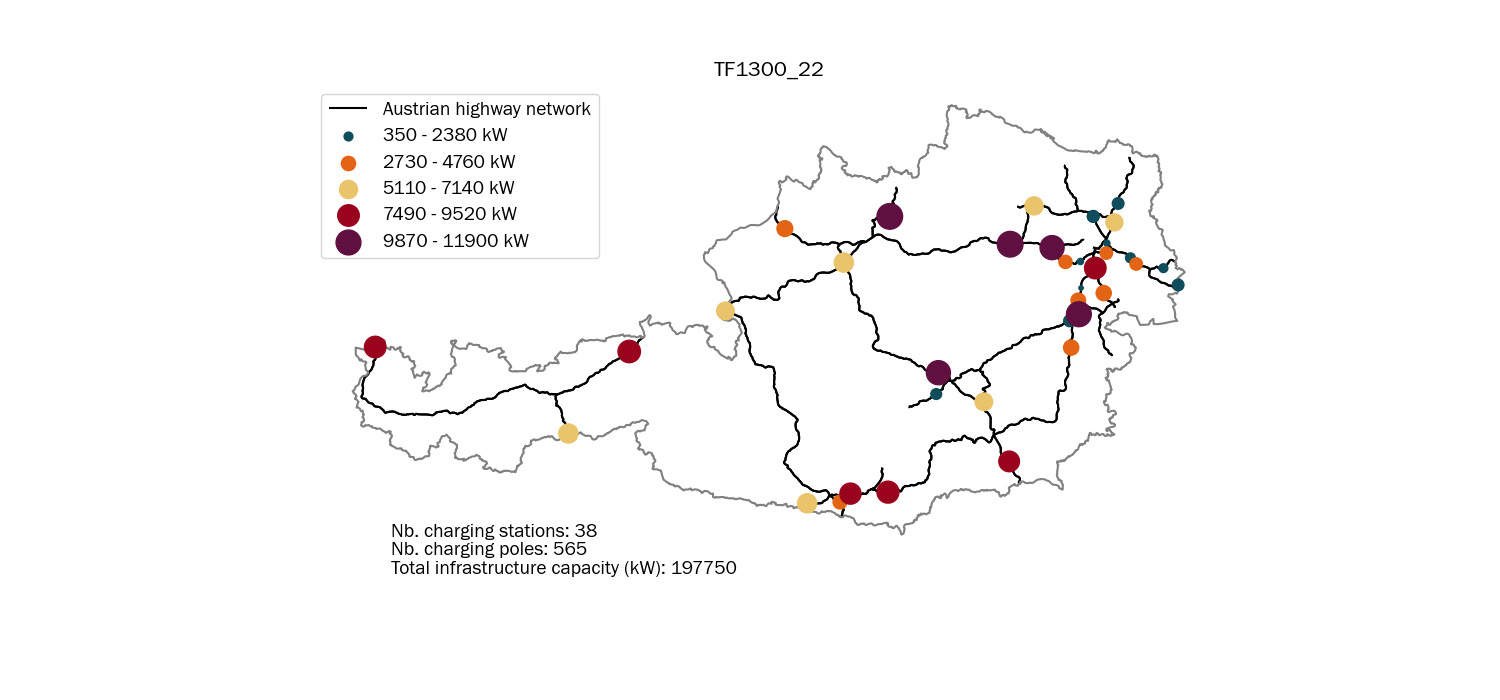 TF1300_22
Austrian highway network
350 - 2380 kW
2730 - 4760 kW
5110 - 7140 kW
7490 - 9520 kW
9870 - 11900 kW
Nb. charging stations: 38
Nb. charging poles: 565
Total infrastructure capacity (kW): 197750